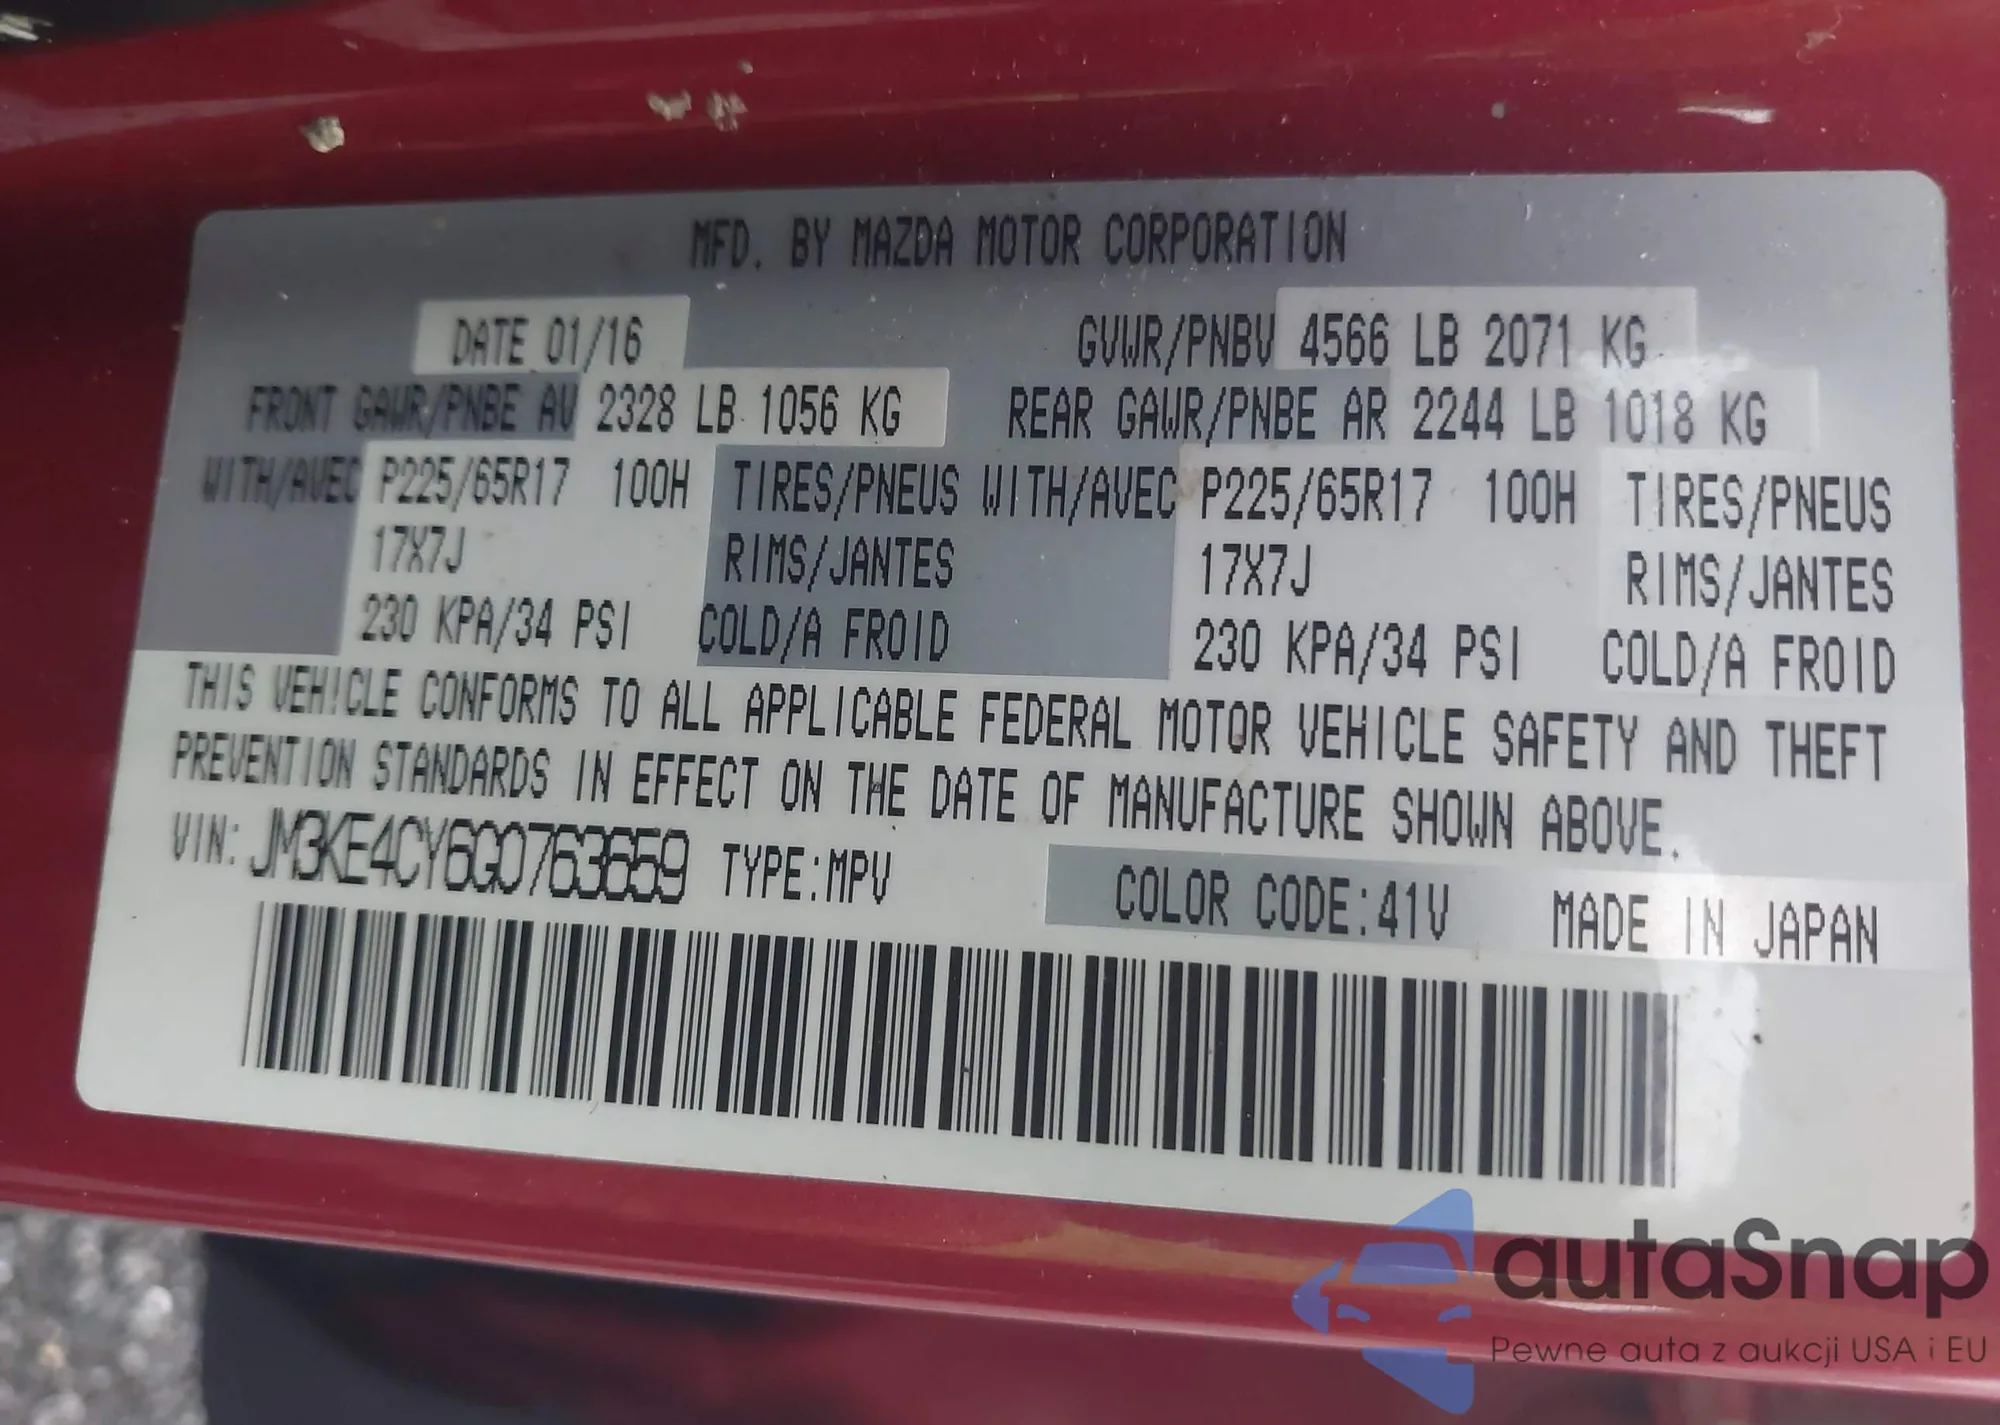 MFD. BY MAZDA MOTOR CORPORATION
DATE 01/16 GVWR/PNBV 4566 LB 2071 KG
FRONT GAWR/PNBE AV 2328 LB 1056 KG REAR GAWR/PNBE AR 2244 LB 1018 KG
WITH/AVEC P225/65R17 100H TIRES/PNEUS WITH/AVEC P225/65R17 100H TIRES/PNEUS
17X7J RIMS/JANTES 17X7J RIMS/JANTES
230 KPA/34 PSI COLD/A FROID 230 KPA/34 PSI COLD/A FROID
THIS VEHICLE CONFORMS TO ALL APPLICABLE FEDERAL MOTOR VEHICLE SAFETY AND THEFT
PREVENTION STANDARDS IN EFFECT ON THE DATE OF MANUFACTURE SHOWN ABOVE.
VIN: JM3KE4CY6G0763659 TYPE:MPV COLOR CODE:41V MADE IN JAPAN
autaSnap
Pewne auta z aukcji USA i EU